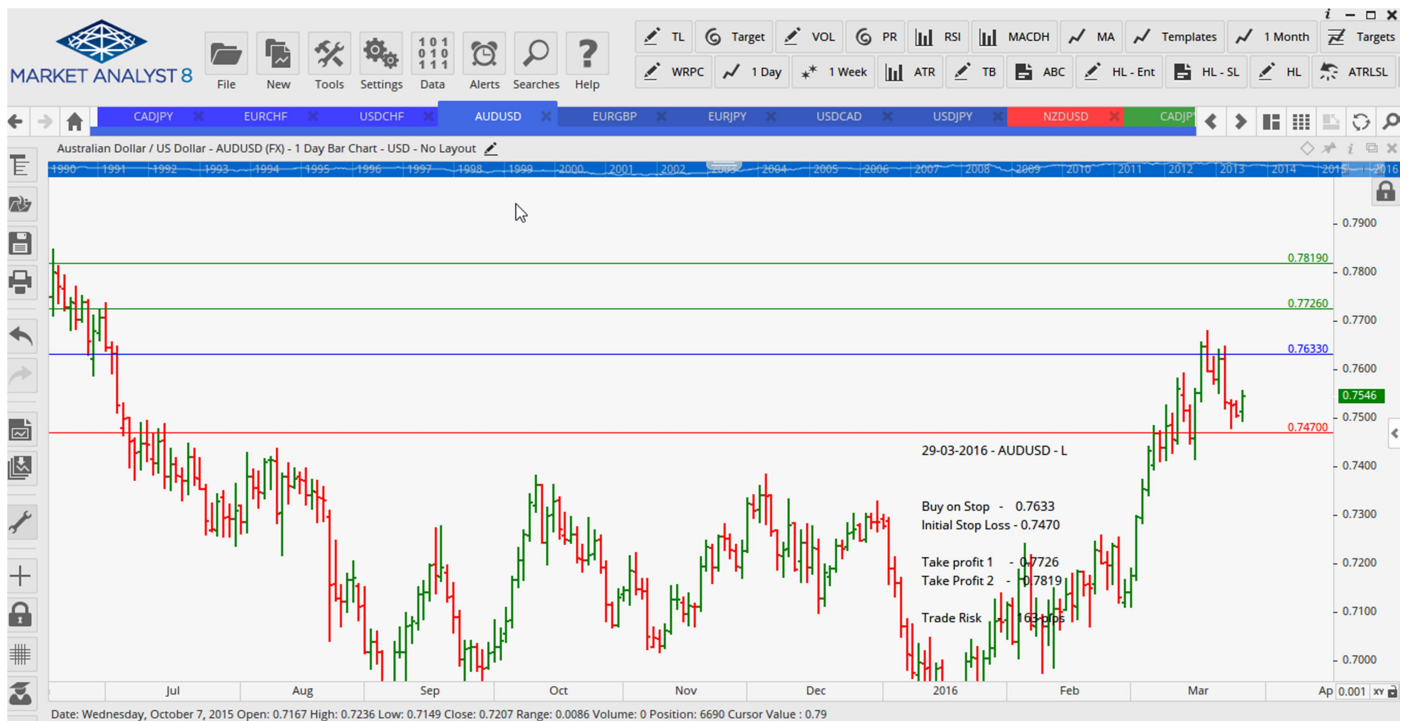 i
MARKET ANALYST 8
File New Tools Settings Data Alerts Searches Help
TL Target VOL PR RSI MACDH MA Templates 1 Month Targets
WRPC 1 Day 1 Week ATR TB ABC HL - Ent HL - SL HL ATRLSL
CADJPY EURCHF USDCHF AUDUSD EURGBP EURJPY USDCAD USDJPY NZDUSD CADJP
Australian Dollar / US Dollar - AUDUSD (FX) - 1 Day Bar Chart - USD - No Layout
1990 1991 1992 1993 1994 1995 1996 1997 1998 1999 2000 2001 2002 2003 2004 2005 2006 2007 2008 2009 2010 2011 2012 2013 2014 2015 2016
0.7900
0.78190
0.7800
0.77260
0.7700
0.76330
0.7600
0.7546
0.7500
0.74700
29-03-2016 - AUDUSD - L
0.7400
Buy on Stop - 0.7633
0.7300
Initial Stop Loss - 0.7470
Take profit 1 - 0.7726
0.7200
Take Profit 2 - 0.7819
0.7100
Trade Risk - 163 pips
0.7000
Jul Aug Sep Oct Nov Dec 2016 Feb Mar Ap 0.001 XY
Date: Wednesday, October 7, 2015 Open: 0.7167 High: 0.7236 Low: 0.7149 Close: 0.7207 Range: 0.0086 Volume: 0 Position: 6690 Cursor Value : 0.79